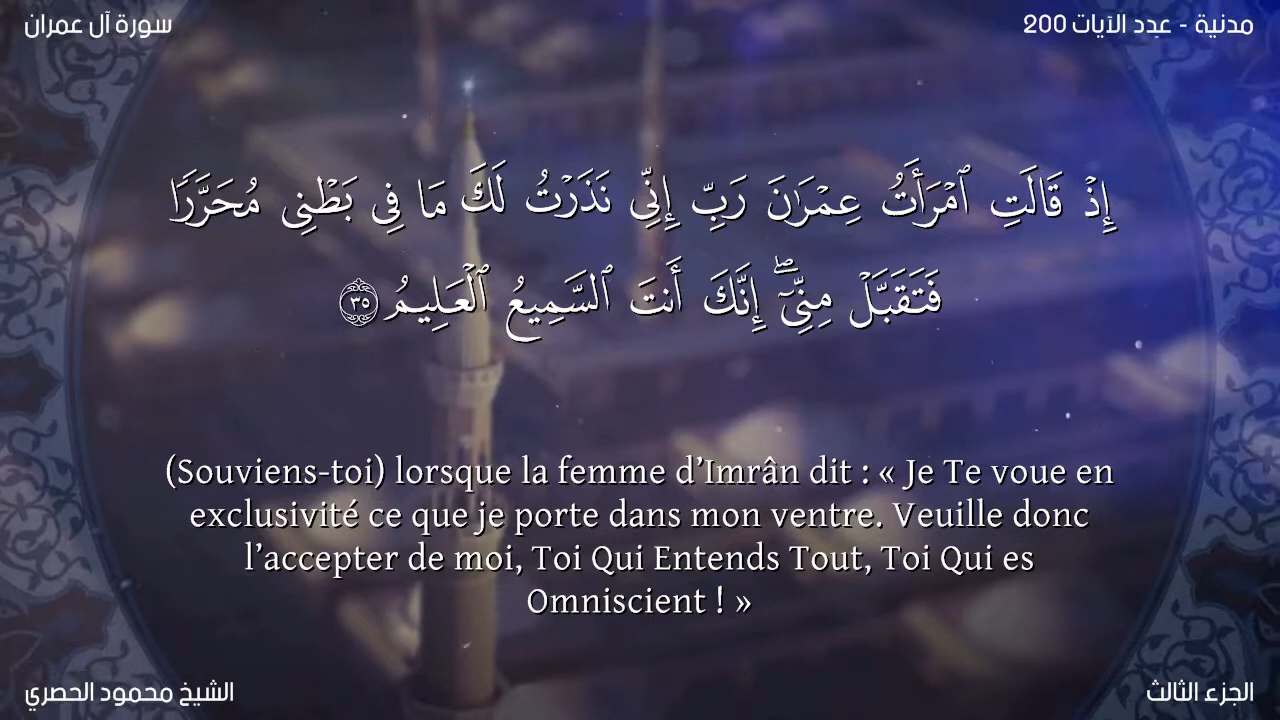 سورة آل عمران
مدنية - عدد الآيات 200
إِذْ قَالَتِ ٱمْرَأَتُ عِمْرَٰنَ رَبِّ إِنِّى نَذَرْتُ لَكَ مَا فِى بَطْنِى مُحَرَّرًا
فَتَقَبَّلْ مِنِّىٓ ۖ إِنَّكَ أَنتَ ٱلسَّمِيعُ ٱلْعَلِيمُ ٣٥
(Souviens-toi) lorsque la femme d’Imrân dit : « Je Te voue en
exclusivité ce que je porte dans mon ventre. Veuille donc
l’accepter de moi, Toi Qui Entends Tout, Toi Qui es
Omniscient ! »
الشيخ محمود الحصري
الجزء الثالث